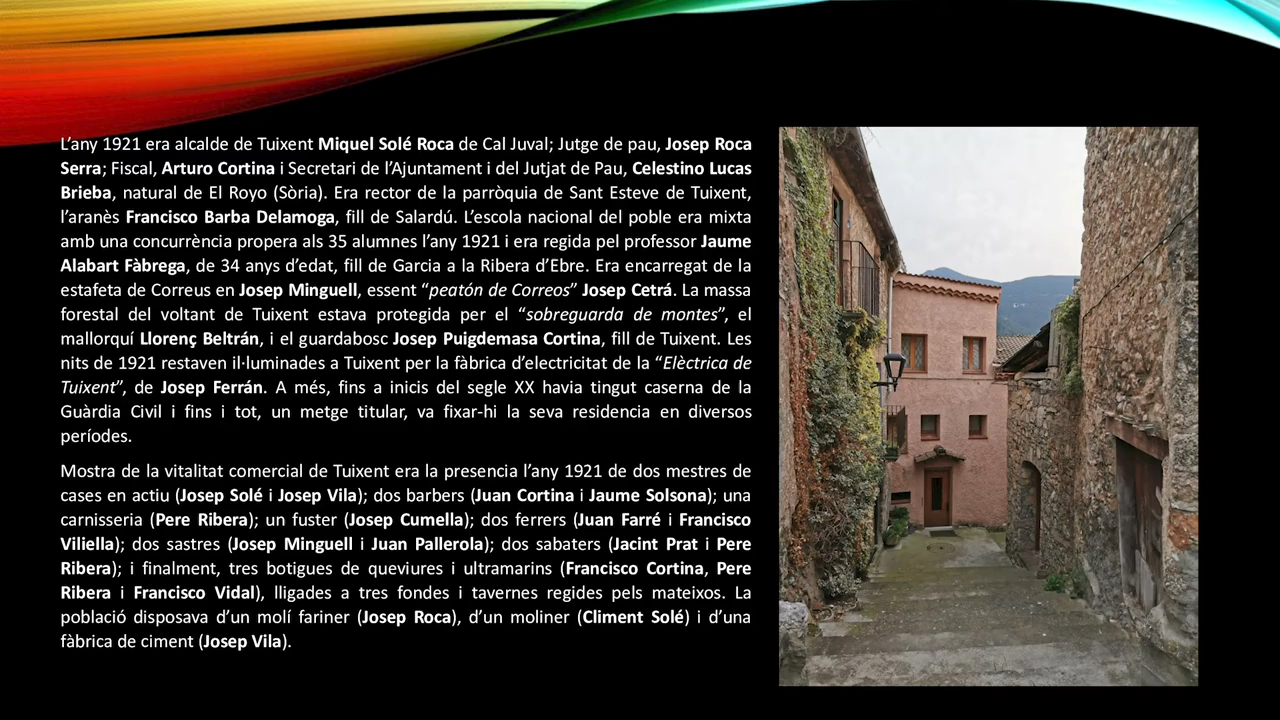 L’any 1921 era alcalde de Tuixent Miquel Solé Roca de Cal Juval; Jutge de pau, Josep Roca
Serra; Fiscal, Arturo Cortina i Secretari de l’Ajuntament i del Jutjat de Pau, Celestino Lucas
Brieba, natural de El Royo (Sòria). Era rector de la parròquia de Sant Esteve de Tuixent,
l’aranès Francisco Barba Delamoga, fill de Salardú. L’escola nacional del poble era mixta
amb una concurrència propera als 35 alumnes l’any 1921 i era regida pel professor Jaume
Alabart Fàbrega, de 34 anys d’edat, fill de Garcia a la Ribera d’Ebre. Era encarregat de la
estafeta de Correus en Josep Minguell, essent “peatón de Correos” Josep Cetrá. La massa
forestal del voltant de Tuixent estava protegida per el “sobreguarda de montes”, el
mallorquí Llorenç Beltrán, i el guardabosc Josep Puigdemasa Cortina, fill de Tuixent. Les
nits de 1921 restaven il·luminades a Tuixent per la fàbrica d’electricitat de la “Elèctrica de
Tuixent”, de Josep Ferrán. A més, fins a inicis del segle XX havia tingut caserna de la
Guàrdia Civil i fins i tot, un metge titular, va fixar-hi la seva residencia en diversos
períodes.
Mostra de la vitalitat comercial de Tuixent era la presencia l’any 1921 de dos mestres de
cases en actiu (Josep Solé i Josep Vila); dos barbers (Juan Cortina i Jaume Solsona); una
carnisseria (Pere Ribera); un fuster (Josep Cumella); dos ferrers (Juan Farré i Francisco
Viliella); dos sastres (Josep Minguell i Juan Pallerola); dos sabaters (Jacint Prat i Pere
Ribera); i finalment, tres botigues de queviures i ultramarins (Francisco Cortina, Pere
Ribera i Francisco Vidal), lligades a tres fondes i tavernes regides pels mateixos. La
població disposava d’un molí fariner (Josep Roca), d’un moliner (Climent Solé) i d’una
fàbrica de ciment (Josep Vila).